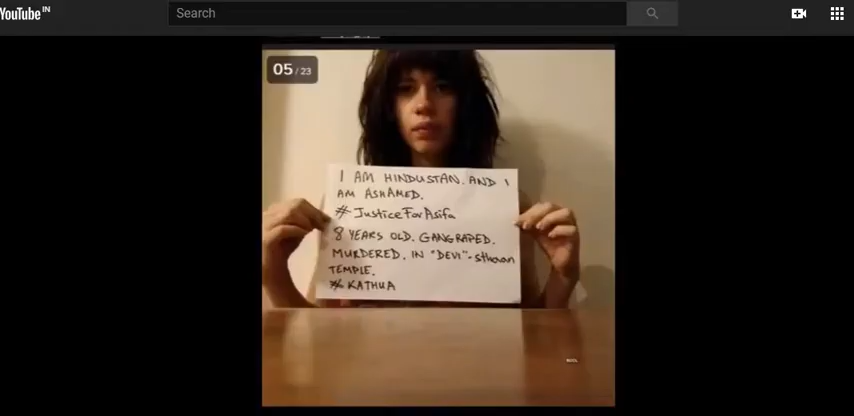 YouTube IN
Search
05 / 23
I AM HINDUSTAN. AND I
AM ASHAMED.
#JusticeForAsifa
8 YEARS OLD. GANGRAPED.
MURDERED. IN "DEVI"-sthaan
TEMPLE.
# KATHUA